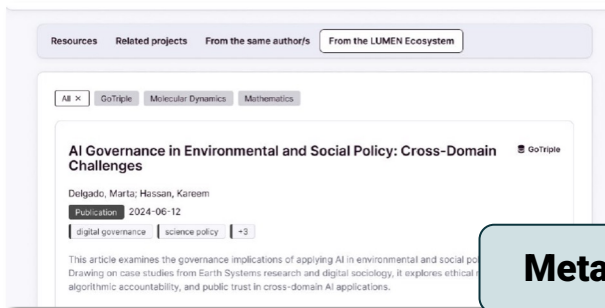 Resources Related projects From the same author/s From the LUMEN Ecosystem
All × GoTriple Molecular Dynamics Mathematics
AI Governance in Environmental and Social Policy: Cross-Domain Challenges
GoTriple
Delgado, Marta; Hassan, Kareem
Publication 2024-06-12
digital governance science policy +3
This article examines the governance implications of applying AI in environmental and social
Drawing on case studies from Earth Systems research and digital sociology, it explores ethical
algorithmic accountability, and public trust in cross-domain AI applications.